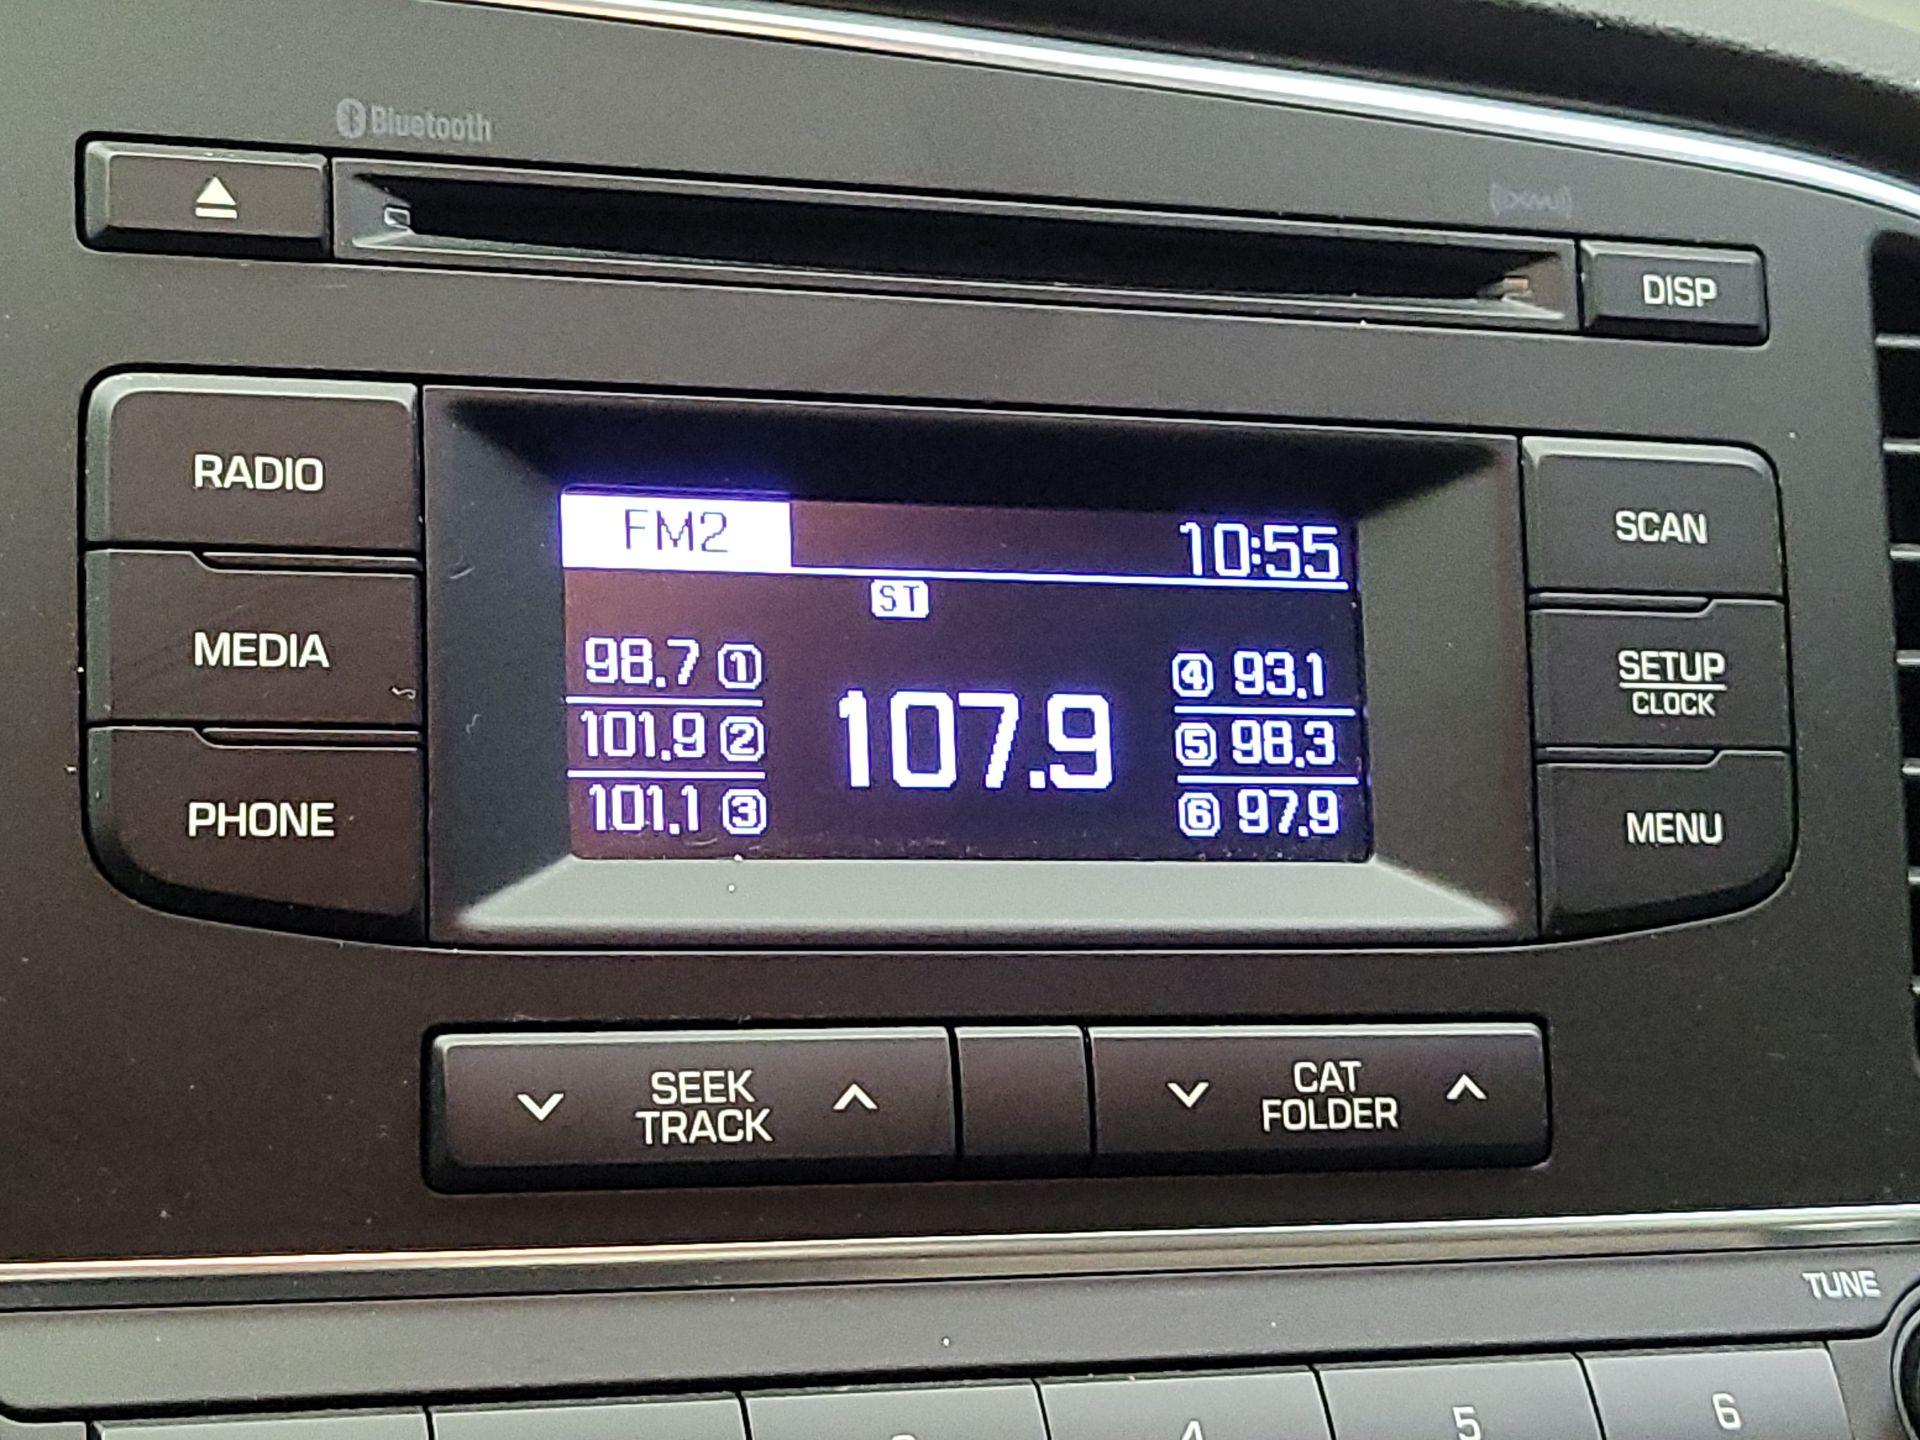 Bluetooth
((XM))
DISP
RADIO
MEDIA
PHONE
FM2
10:55
ST
98.7 1
101.9 2
101.1 3
107.9
4 93.1
5 98.3
6 97.9
SCAN
SETUP
CLOCK
MENU
SEEK
TRACK
CAT
FOLDER
TUNE
4
5
6